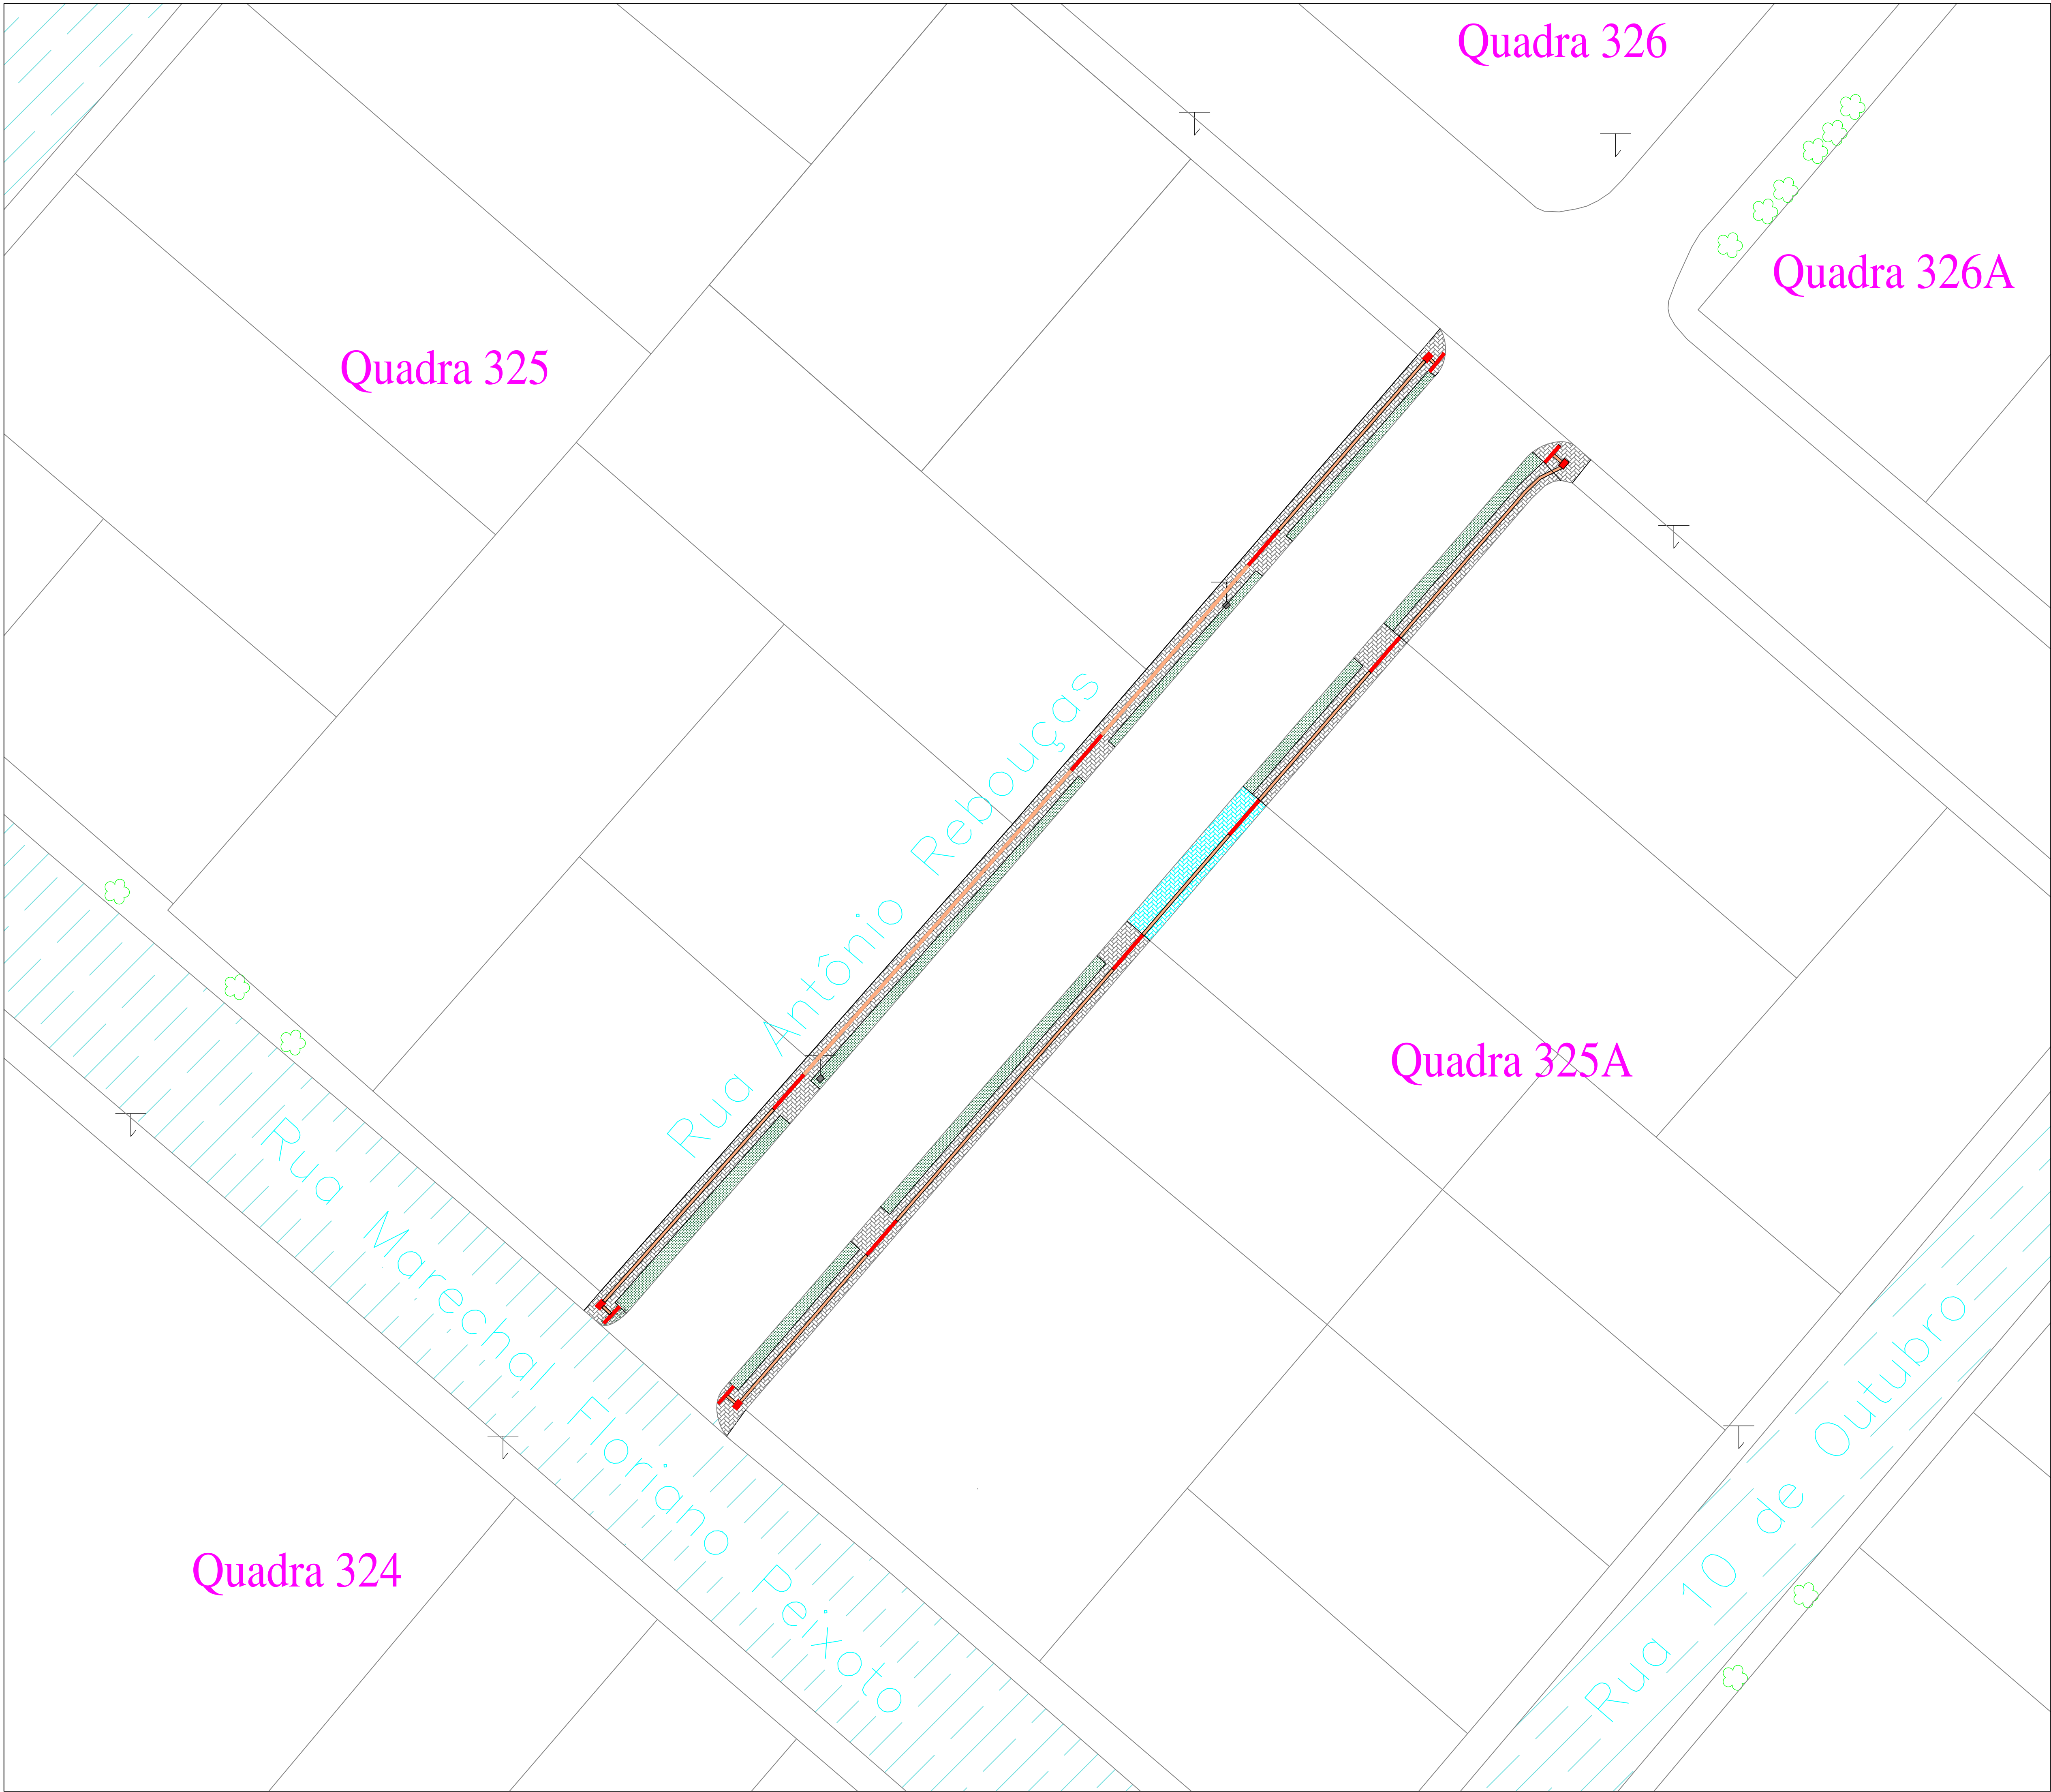 Quadra 326
Quadra 326A
Quadra 325
Rua Antônio Rebouças
Quadra 325A
Rua Marechal Floriano Peixoto
Rua 10 de Outubro
Quadra 324